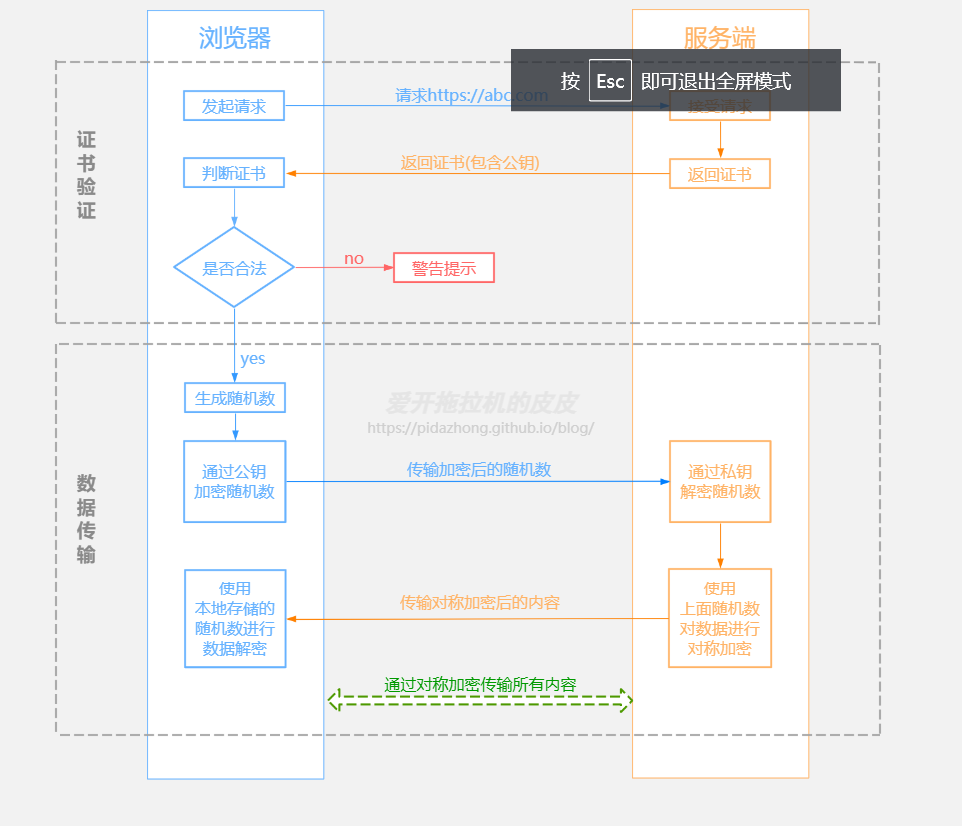 浏览器
服务端
按 Esc 即可退出全屏模式
发起请求
请求https://abc.com
接受请求
证书验证
判断证书
返回证书(包含公钥)
返回证书
是否合法
no
警告提示
yes
生成随机数
爱开拖拉机的皮皮
https://pidazhong.github.io/blog/
数据传输
通过公钥
加密随机数
传输加密后的随机数
通过私钥
解密随机数
使用
本地存储的
随机数进行
数据解密
传输对称加密后的内容
使用
上面随机数
对数据进行
对称加密
通过对称加密传输所有内容